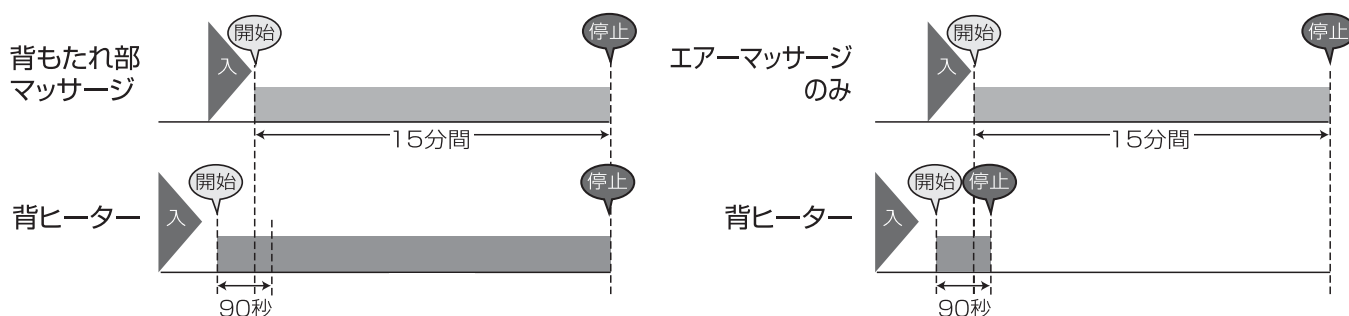 開始
停止
背もたれ部
マッサージ
入
15分間
開始
停止
背ヒーター
入
90秒
開始
停止
エアーマッサージ
のみ
入
15分間
開始
停止
背ヒーター
入
90秒